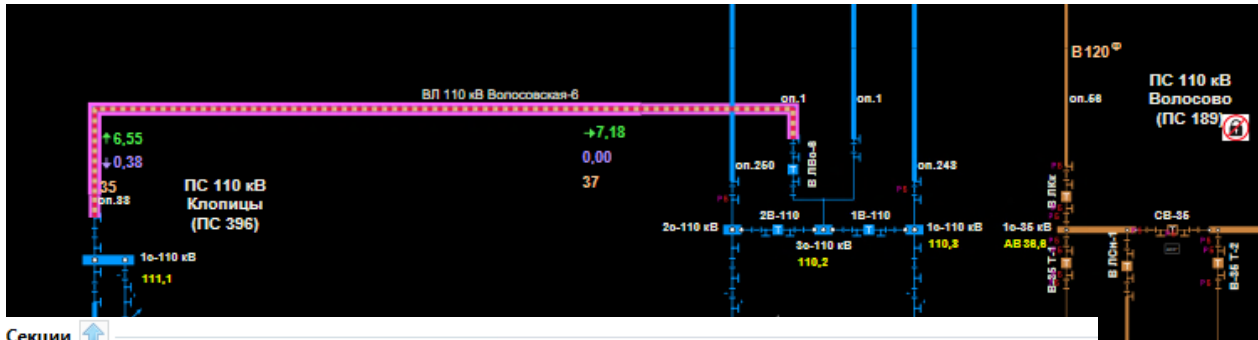 В 120
ПС 110 кВ
Волосово
(ПС 189)
ВЛ 110 кВ Волосовская-6
оп.1
оп.1
оп.56
6,55
0,38
35
оп.38
7,18
0,00
37
ПС 110 кВ
Клопицы
(ПС 396)
В ЛВо-6
оп.250
оп.243
В ЛКк
2о-110 кВ
2В-110
3о-110 кВ
110,2
1В-110
1о-110 кВ
110,3
1о-35 кВ
АВ 36,6
СВ-35
1о-110 кВ
111,1
В-35 Т-1
В ЛСн-1
В-35 Т-2
Секции